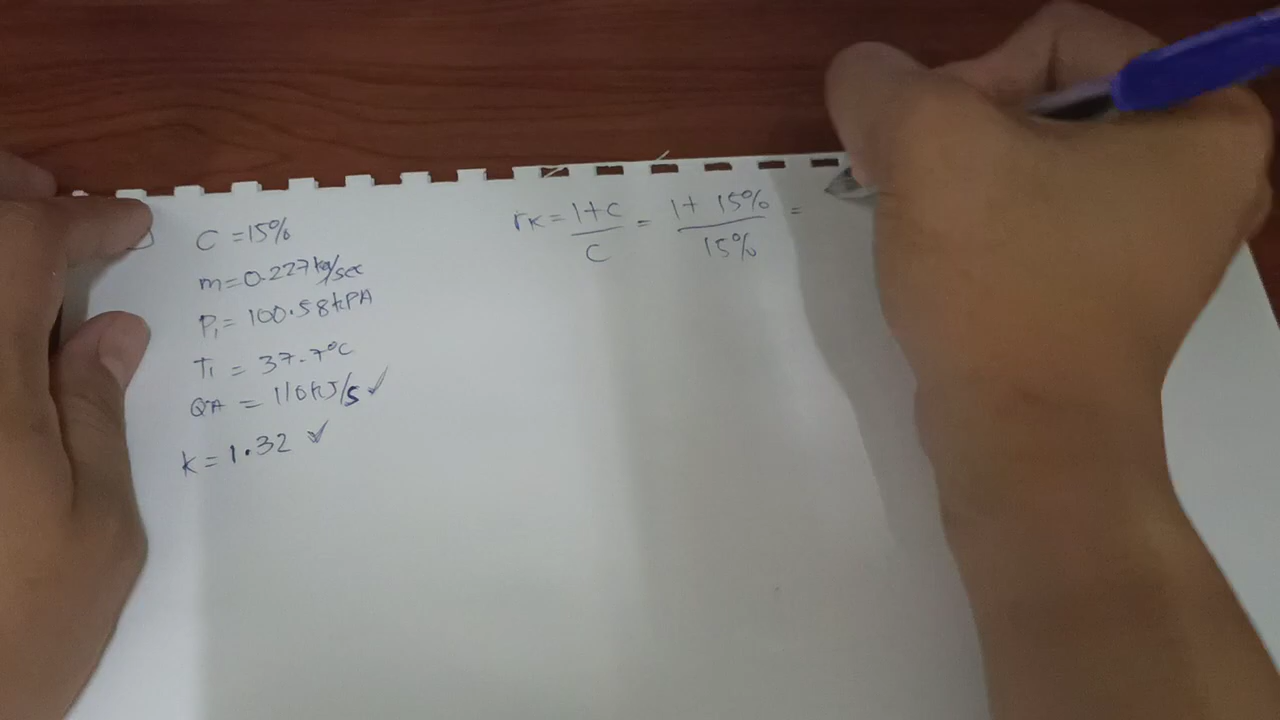 C = 15%
m = 0.227 kg/sec
P₁ = 100.58 kPA
T₁ = 37.7°C
QA = 110 kJ/s ✓
k = 1.32 ✓
rK = 1+C / C = 1 + 15% / 15% =